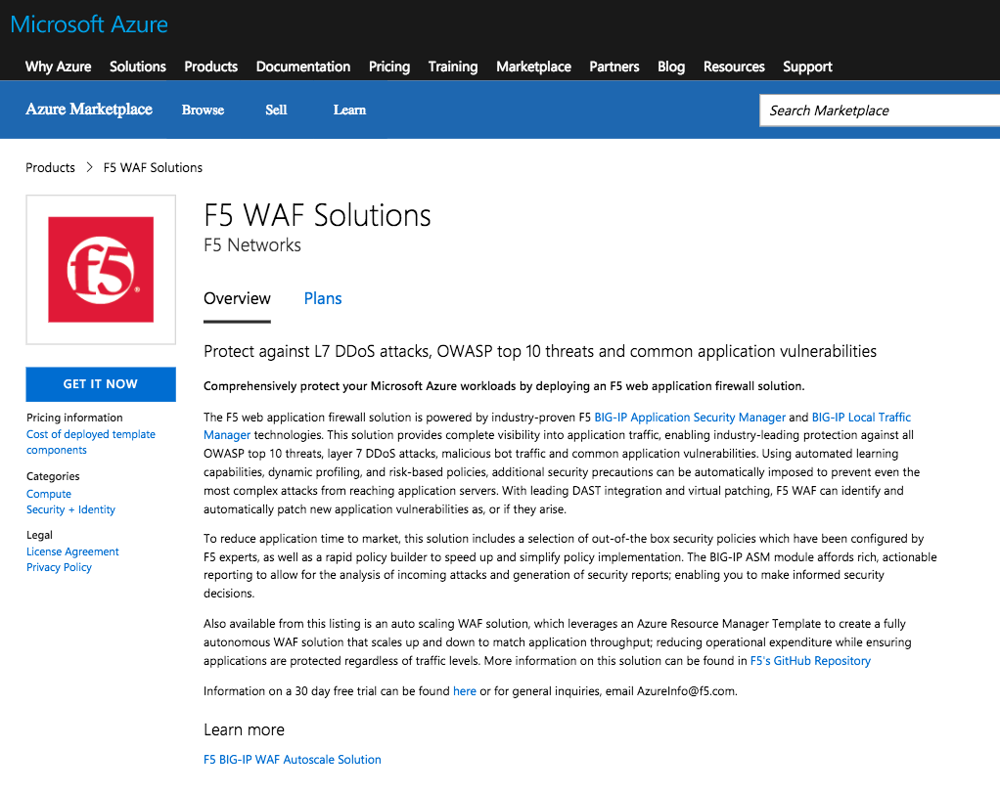 Microsoft Azure
Why Azure Solutions Products Documentation Pricing Training Marketplace Partners Blog Resources Support
Azure Marketplace Browse Sell Learn Search Marketplace
Products > F5 WAF Solutions
f5®
F5 WAF Solutions
F5 Networks
Overview Plans
GET IT NOW
Pricing information
Cost of deployed template
components
Categories
Compute
Security + Identity
Legal
License Agreement
Privacy Policy
Protect against L7 DDoS attacks, OWASP top 10 threats and common application vulnerabilities
Comprehensively protect your Microsoft Azure workloads by deploying an F5 web application firewall solution.
The F5 web application firewall solution is powered by industry-proven F5 BIG-IP Application Security Manager and BIG-IP Local Traffic
Manager technologies. This solution provides complete visibility into application traffic, enabling industry-leading protection against all
OWASP top 10 threats, layer 7 DDoS attacks, malicious bot traffic and common application vulnerabilities. Using automated learning
capabilities, dynamic profiling, and risk-based policies, additional security precautions can be automatically imposed to prevent even the
most complex attacks from reaching application servers. With leading DAST integration and virtual patching, F5 WAF can identify and
automatically patch new application vulnerabilities as, or if they arise.
To reduce application time to market, this solution includes a selection of out-of-the box security policies which have been configured by
F5 experts, as well as a rapid policy builder to speed up and simplify policy implementation. The BIG-IP ASM module affords rich, actionable
reporting to allow for the analysis of incoming attacks and generation of security reports; enabling you to make informed security
decisions.
Also available from this listing is an auto scaling WAF solution, which leverages an Azure Resource Manager Template to create a fully
autonomous WAF solution that scales up and down to match application throughput; reducing operational expenditure while ensuring
applications are protected regardless of traffic levels. More information on this solution can be found in F5's GitHub Repository
Information on a 30 day free trial can be found here or for general inquiries, email AzureInfo@f5.com.
Learn more
F5 BIG-IP WAF Autoscale Solution